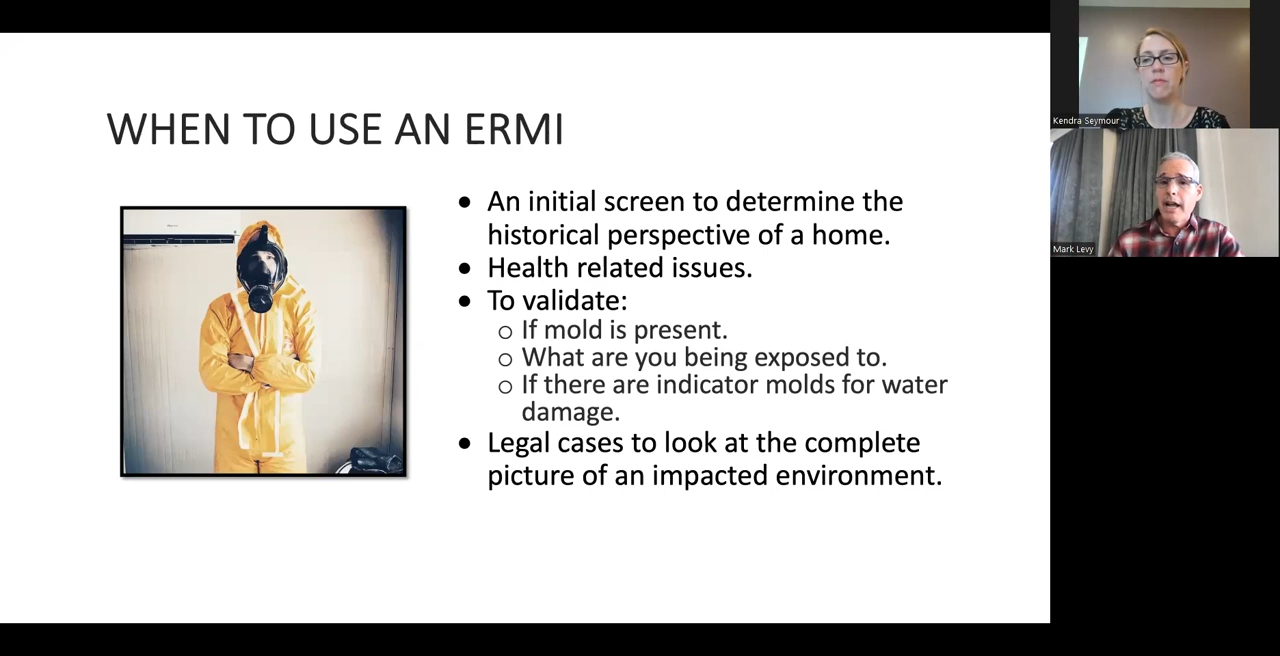 WHEN TO USE AN ERMI
● An initial screen to determine the
historical perspective of a home.
● Health related issues.
● To validate:
○ If mold is present.
○ What are you being exposed to.
○ If there are indicator molds for water
damage.
● Legal cases to look at the complete
picture of an impacted environment.
Kendra Seymour
Mark Levy